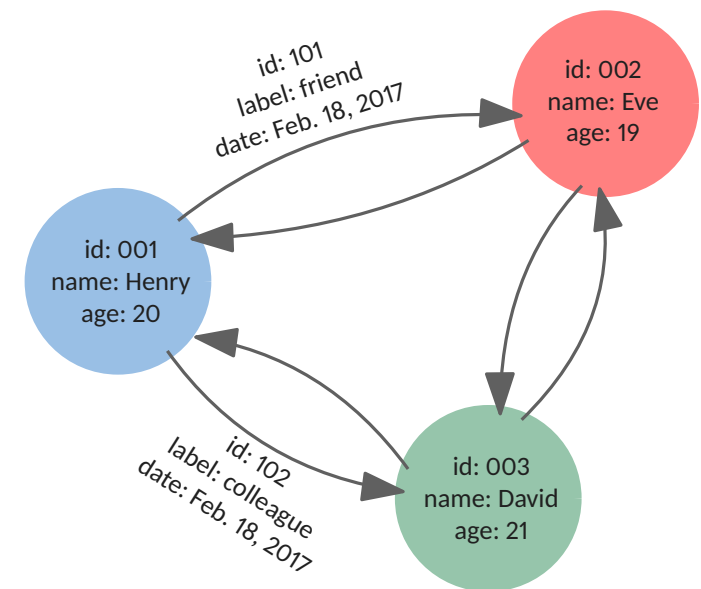 id: 101
label: friend
date: Feb. 18, 2017
id: 002
name: Eve
age: 19
id: 001
name: Henry
age: 20
id: 102
label: colleague
date: Feb. 18, 2017
id: 003
name: David
age: 21